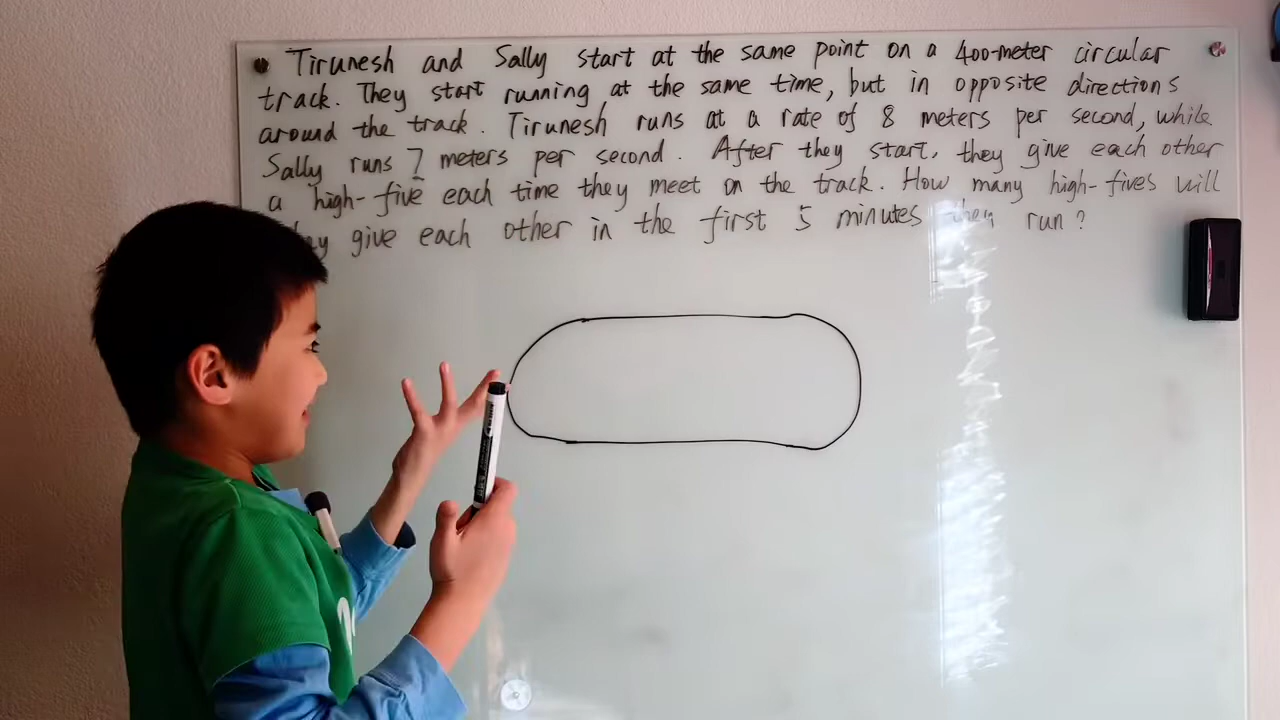 Tirunesh and Sally start at the same point on a 400-meter circular
track. They start running at the same time, but in opposite directions
around the track. Tirunesh runs at a rate of 8 meters per second, while
Sally runs 7 meters per second. After they start, they give each other
a high-five each time they meet on the track. How many high-fives will
give each other in the first 5 minutes they run?